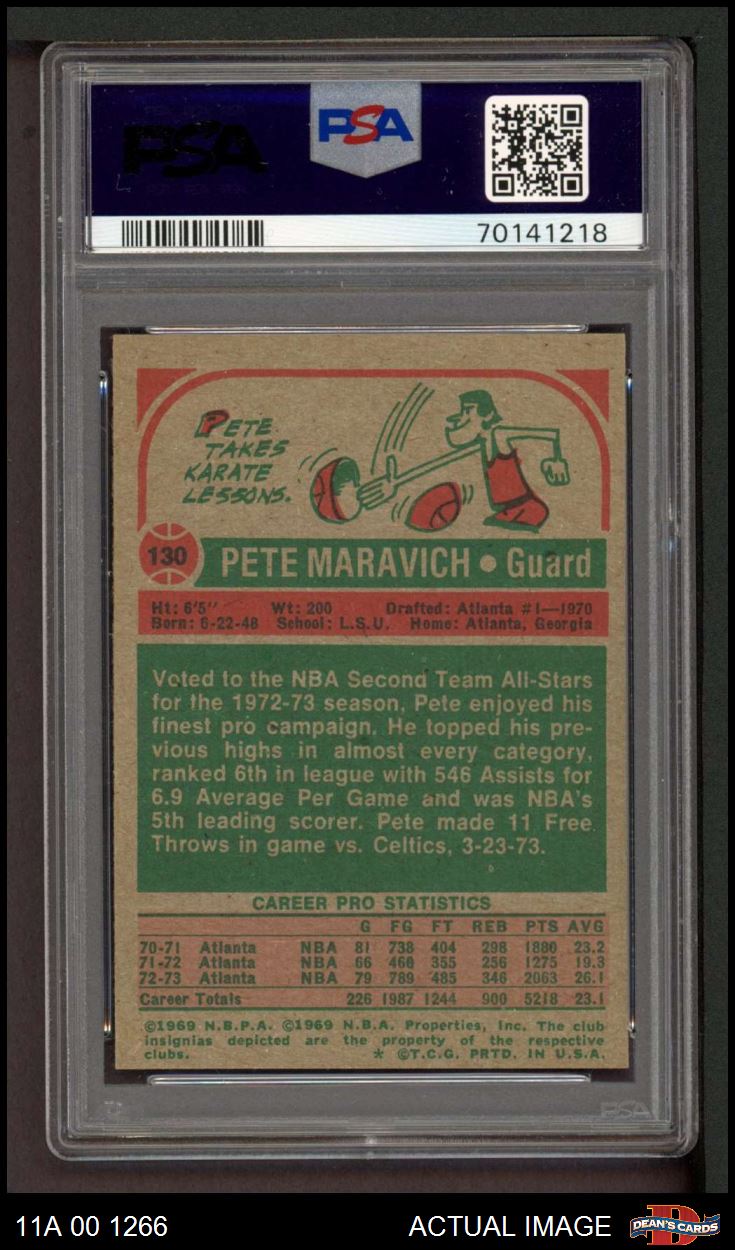 PSA
PSA
70141218
PETE
TAKES
KARATE
LESSONS.
130
PETE MARAVICH • Guard
Ht: 6'5" Wt: 200 Drafted: Atlanta #1—1970
Born: 6-22-48 School: L.S.U. Home: Atlanta, Georgia
Voted to the NBA Second Team All-Stars
for the 1972-73 season, Pete enjoyed his
finest pro campaign. He topped his pre-
vious highs in almost every category,
ranked 6th in league with 546 Assists for
6.9 Average Per Game and was NBA's
5th leading scorer. Pete made 11 Free
Throws in game vs. Celtics, 3-23-73.
CAREER PRO STATISTICS
G FG FT REB PTS AVG
70-71 Atlanta NBA 81 738 404 298 1880 23.2
71-72 Atlanta NBA 66 460 355 256 1275 19.3
72-73 Atlanta NBA 79 789 485 346 2063 26.1
Career Totals 226 1987 1244 900 5218 23.1
©1969 N.B.P.A. ©1969 N.B.A. Properties, Inc. The club
insignias depicted are the property of the respective
clubs. * ©T.C.G. PRTD. IN U.S.A.
PSA
11A 00 1266 ACTUAL IMAGE DEAN'S CARDS